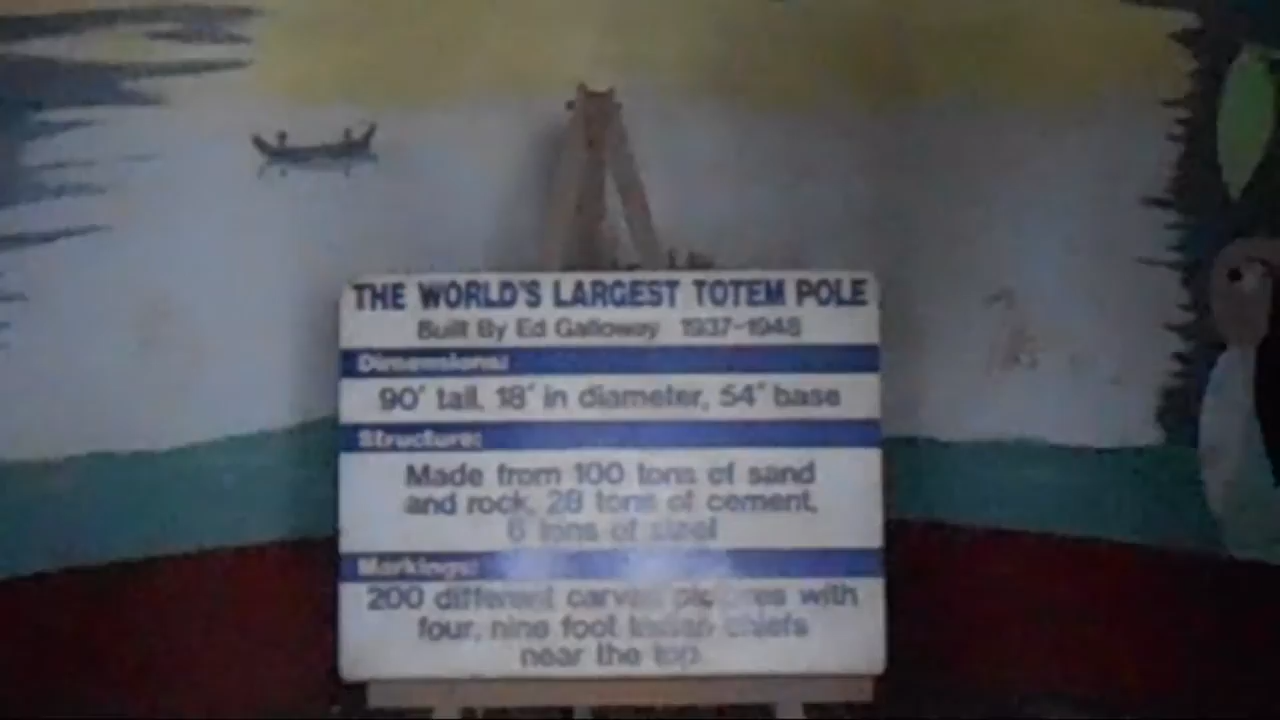 THE WORLD'S LARGEST TOTEM POLE
Built By Ed Galloway 1937-1948
Dimensions:
90' tall, 18' in diameter, 54' base
Structure:
Made from 100 tons of sand
and rock, 28 tons of cement,
6 tons of steel
Markings:
200 different carved pictures with
four, nine foot Indian chiefs
near the top.